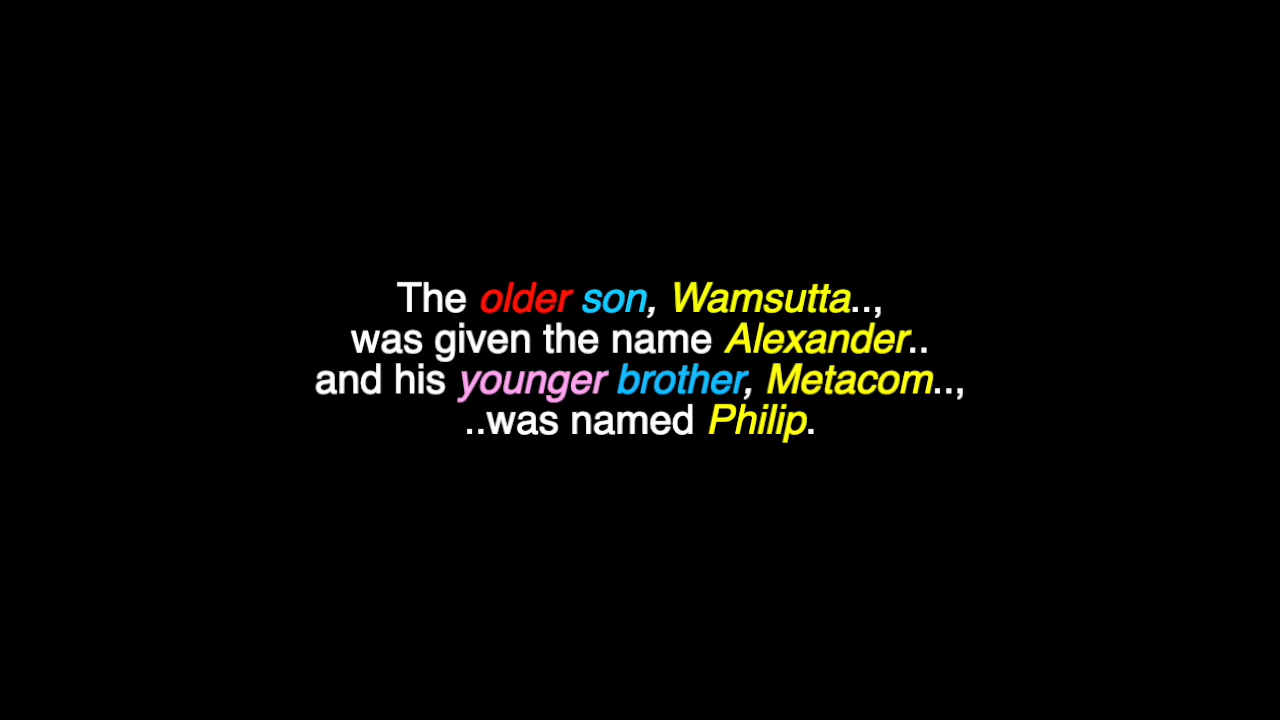 The older son, Wamsutta..,
was given the name Alexander..
and his younger brother, Metacom..,
..was named Philip.